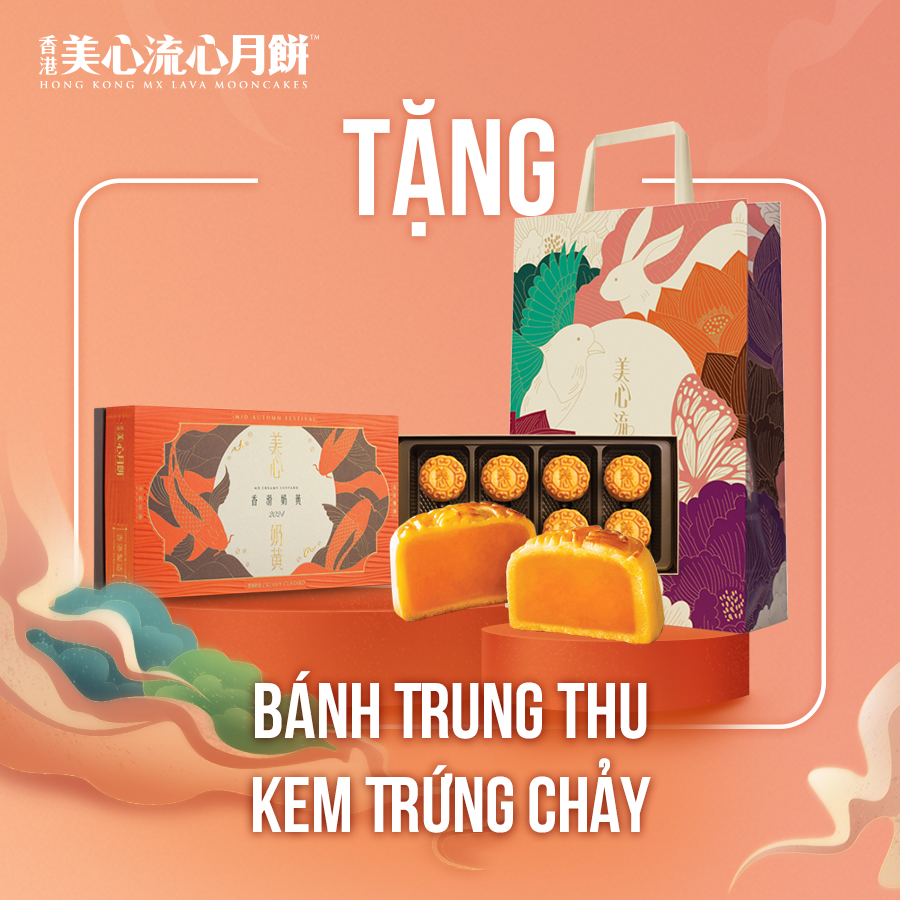 香港美心流心月餅™
HONG KONG MX LAVA MOONCAKES
TẶNG
美心流
MID AUTUMN FESTIVAL
美心
MX CREAMY CUSTARD
香滑奶黃
2024
奶黃
BÁNH TRUNG THU
KEM TRỨNG CHẢY